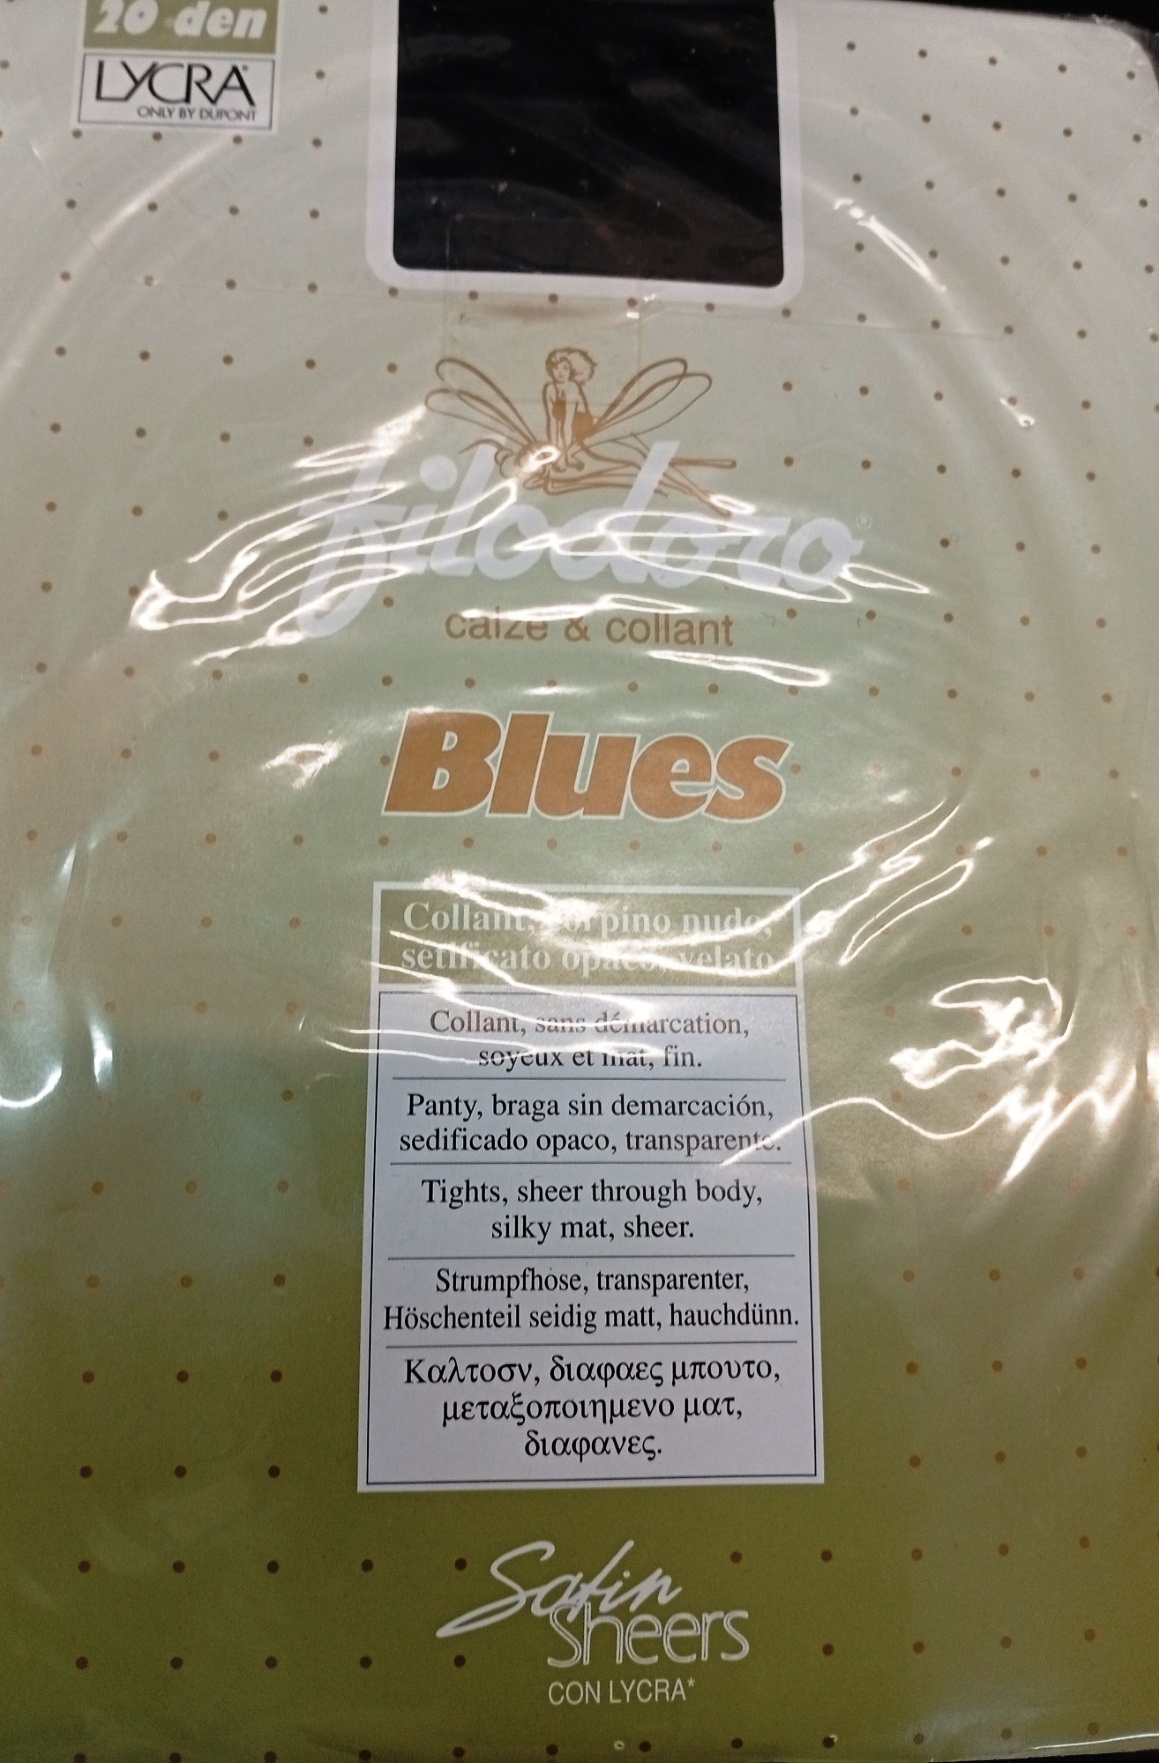 20 den
LYCRA®
ONLY BY DUPONT
filodoro®
calze & collant
Blues
Collant, corpino nudo,
setificato opaco, velato
Collant, sans démarcation,
soyeux et mat, fin.
Panty, braga sin demarcación,
sedificado opaco, transparente.
Tights, sheer through body,
silky mat, sheer.
Strumpfhose, transparenter,
Höschenteil seidig matt, hauchdünn.
Καλτοσν, διαφαες μπουτο,
μεταξοποιημενο ματ,
διαφανες.
Satin
Sheers
CON LYCRA*